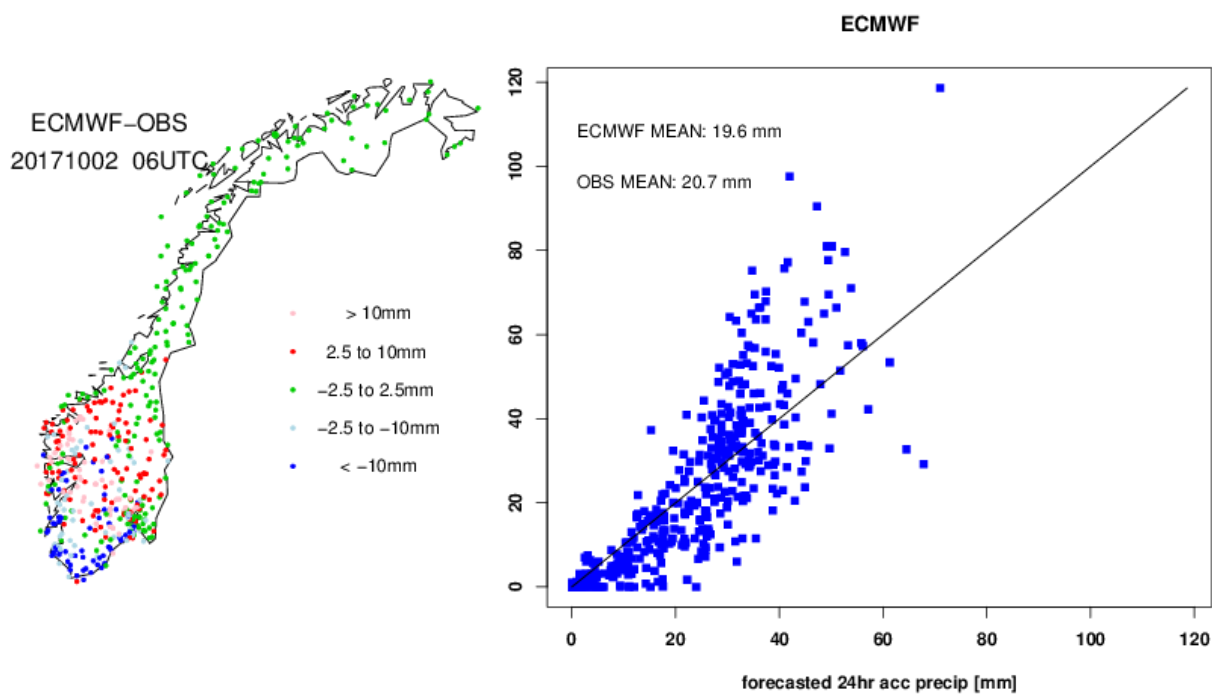 ECMWF−OBS
20171002 06UTC
> 10mm
2.5 to 10mm
−2.5 to 2.5mm
−2.5 to −10mm
< −10mm
ECMWF
ECMWF MEAN: 19.6 mm
OBS MEAN: 20.7 mm
120
100
80
60
40
20
0
0 20 40 60 80 100 120
forecasted 24hr acc precip [mm]